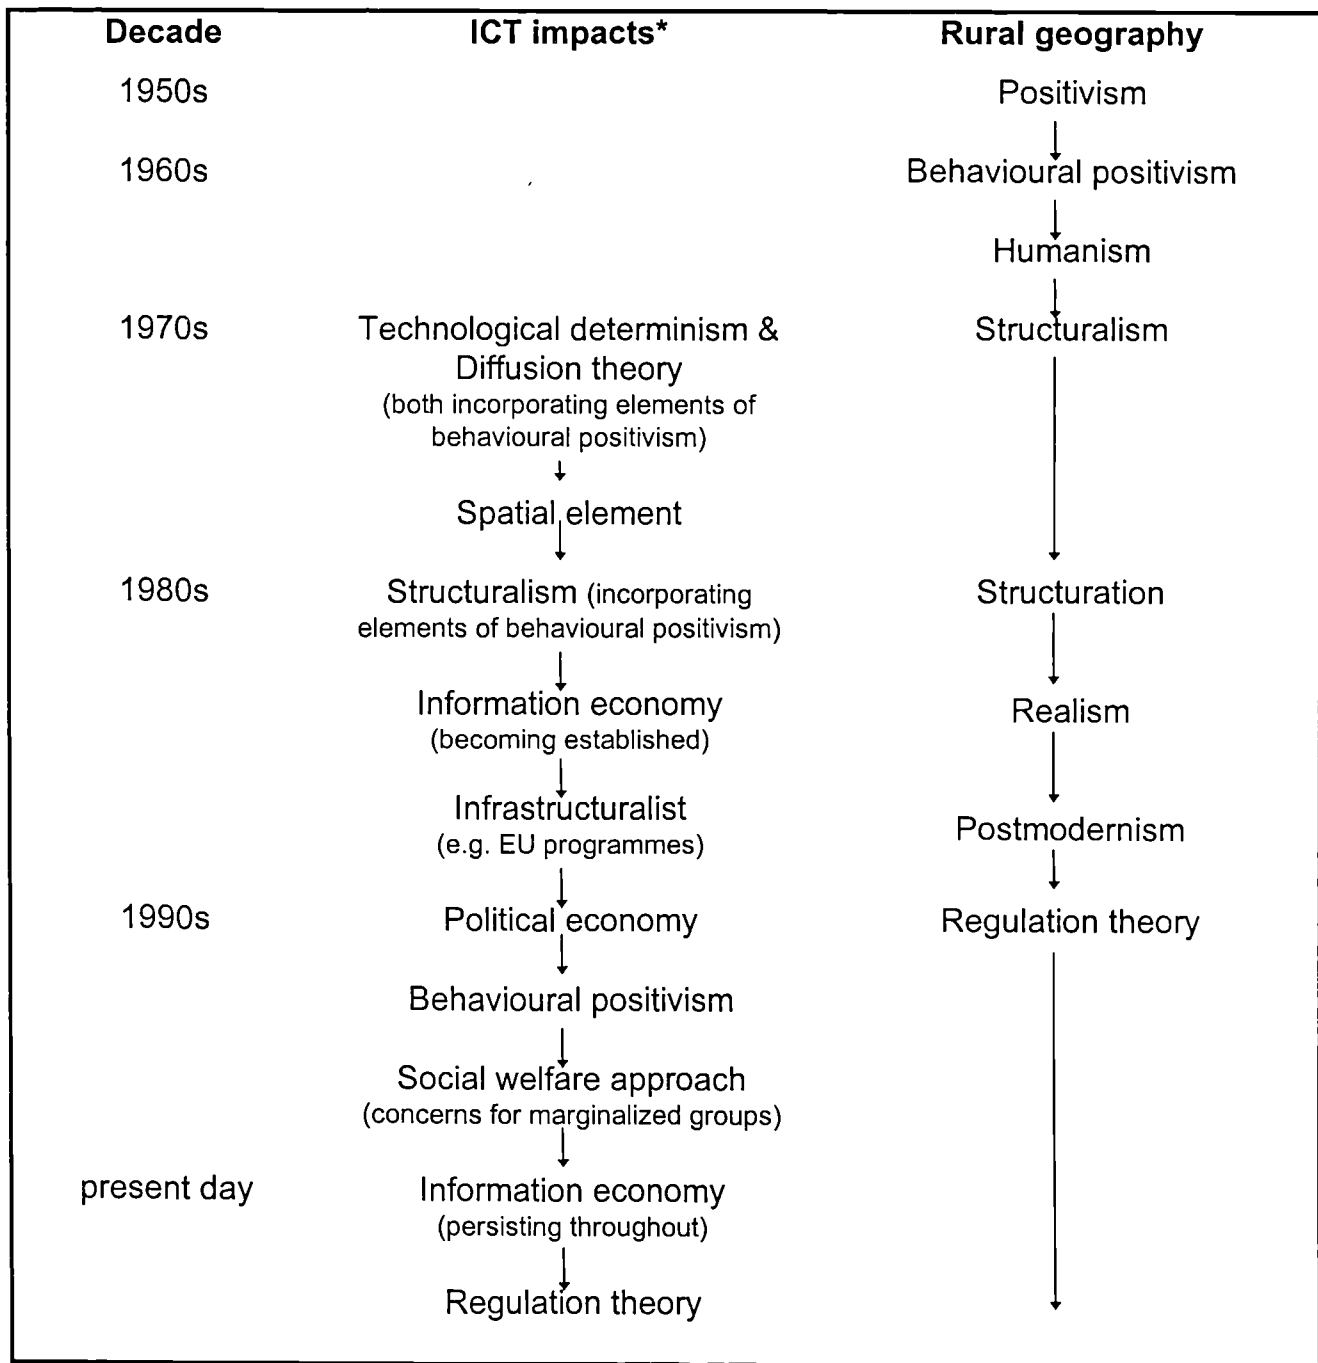 Decade ICT impacts* Rural geography
1950s Positivism
1960s Behavioural positivism
Humanism
1970s Technological determinism & Structuralism
Diffusion theory
(both incorporating elements of
behavioural positivism)
Spatial element
1980s Structuralism (incorporating Structuration
elements of behavioural positivism)
Information economy Realism
(becoming established)
Infrastructuralist
(e.g. EU programmes) Postmodernism
1990s Political economy Regulation theory
Behavioural positivism
Social welfare approach
(concerns for marginalized groups)
present day Information economy
(persisting throughout)
Regulation theory